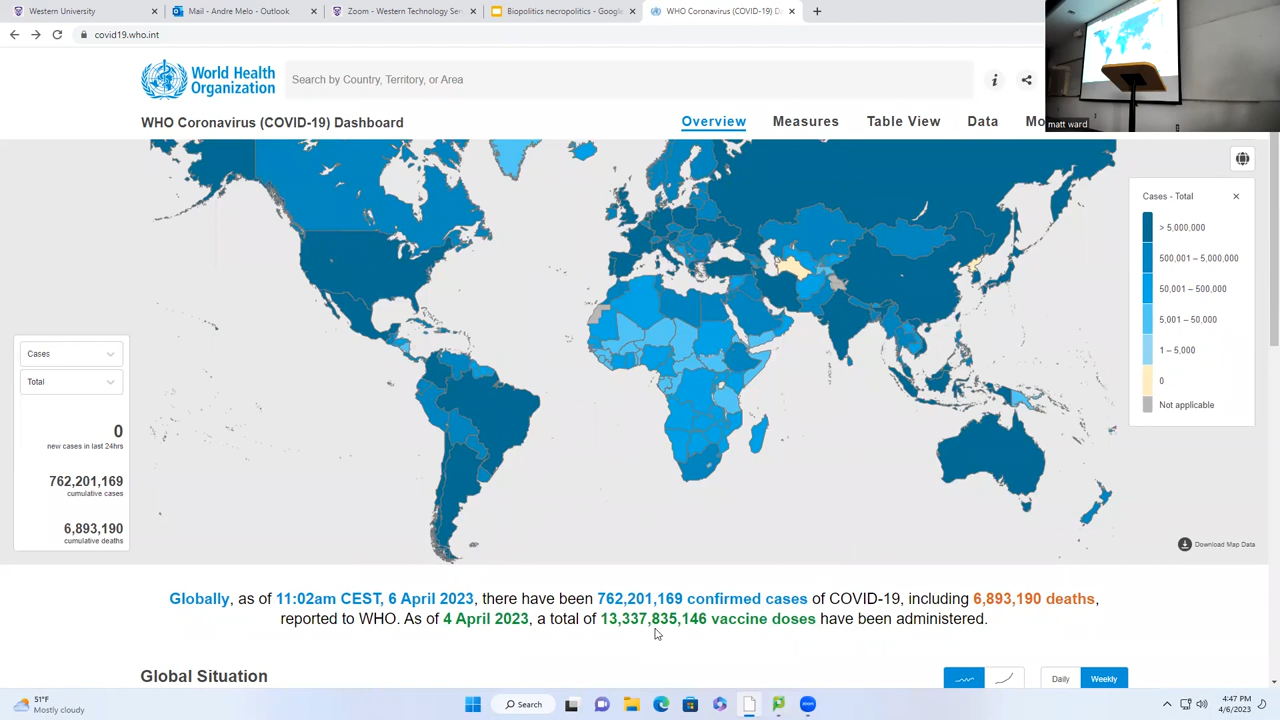 Western University
Mail - Andre Melo - Outlook
Zoom - Western Technology Serv
Biopolitics necropolitics - Google
WHO Coronavirus (COVID-19) Da
covid19.who.int
World Health
Organization
Search by Country, Territory, or Area
matt ward
WHO Coronavirus (COVID-19) Dashboard
Overview
Measures
Table View
Data
Mo
Cases - Total
> 5,000,000
500,001 – 5,000,000
50,001 – 500,000
5,001 – 50,000
1 – 5,000
0
Not applicable
Cases
Total
0
new cases in last 24hrs
762,201,169
cumulative cases
6,893,190
cumulative deaths
Download Map Data
Globally, as of 11:02am CEST, 6 April 2023, there have been 762,201,169 confirmed cases of COVID-19, including 6,893,190 deaths,
reported to WHO. As of 4 April 2023, a total of 13,337,835,146 vaccine doses have been administered.
Global Situation
Daily
Weekly
51°F
Mostly cloudy
Search
zoom
4:47 PM
4/6/2023